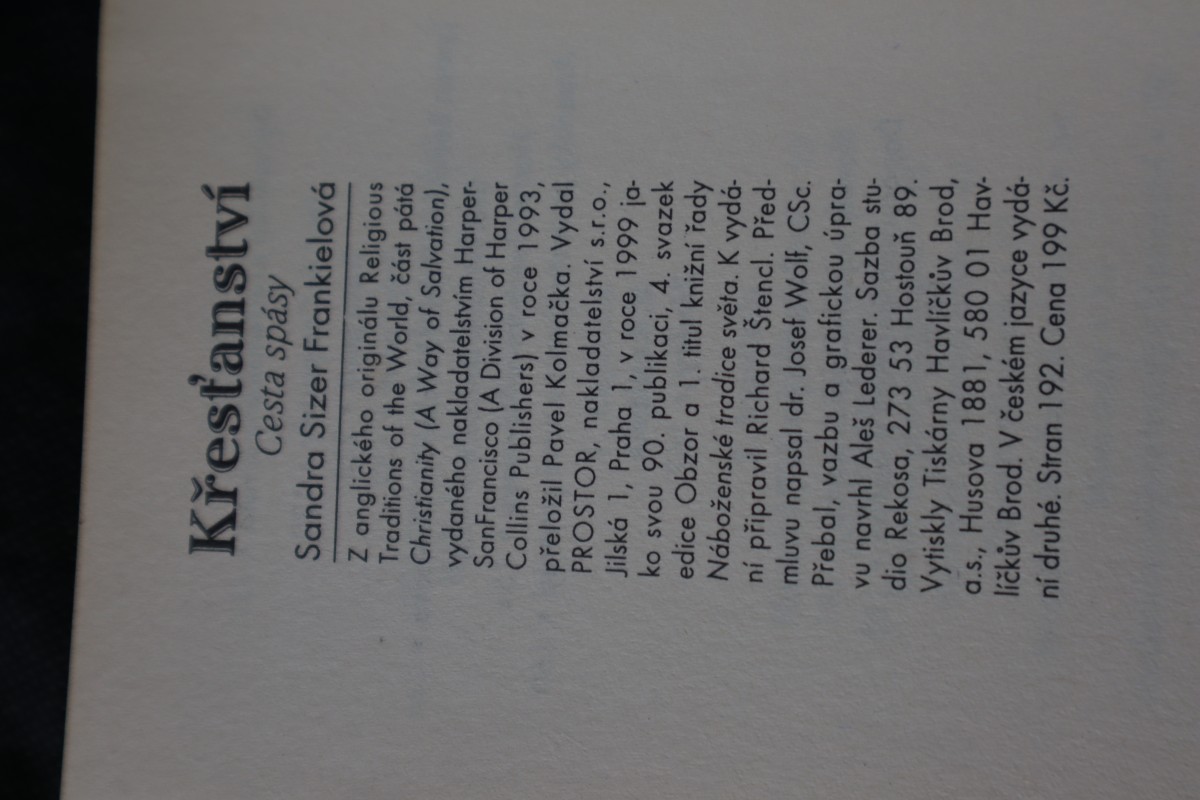 Křesťanství
Cesta spásy
Sandra Sizer Frankielová
Z anglického originálu Religious
Traditions of the World, část pátá
Christianity (A Way of Salvation),
vydaného nakladatelstvím Harper-
SanFrancisco (A Division of Harper
Collins Publishers) v roce 1993,
přeložil Pavel Kolmačka. Vydal
PROSTOR, nakladatelství s.r.o.,
Jilská 1, Praha 1, v roce 1999 ja-
ko svou 90. publikaci, 4. svazek
edice Obzor a 1. titul knižní řady
Náboženské tradice světa. K vydá-
ní připravil Richard Štencl. Před-
mluvu napsal dr. Josef Wolf, CSc.
Přebal, vazbu a grafickou úpra-
vu navrhl Aleš Lederer. Sazba stu-
dio Rekosa, 273 53 Hostouň 89.
Vytiskly Tiskárny Havlíčkův Brod,
a.s., Husova 1881, 580 01 Hav-
líčkův Brod. V českém jazyce vydá-
ní druhé. Stran 192. Cena 199 Kč.